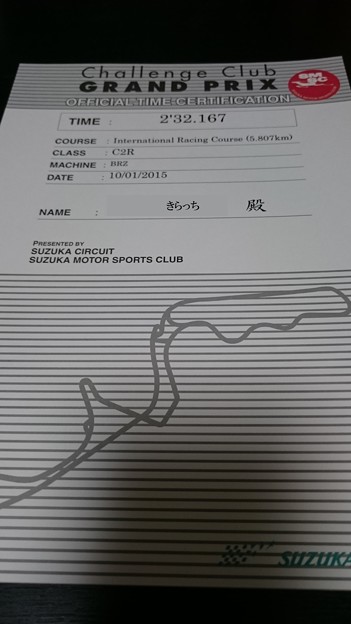 Challenge Club
GRAND PRIX
SMSC
OFFICIAL TIME CERTIFICATION
TIME : 2'32.167
COURSE : International Racing Course (5.807km)
CLASS : C2R
MACHINE : BRZ
DATE : 10/01/2015
NAME : きらっち 殿
PRESENTED BY
SUZUKA CIRCUIT
SUZUKA MOTOR SPORTS CLUB
SUZUKA